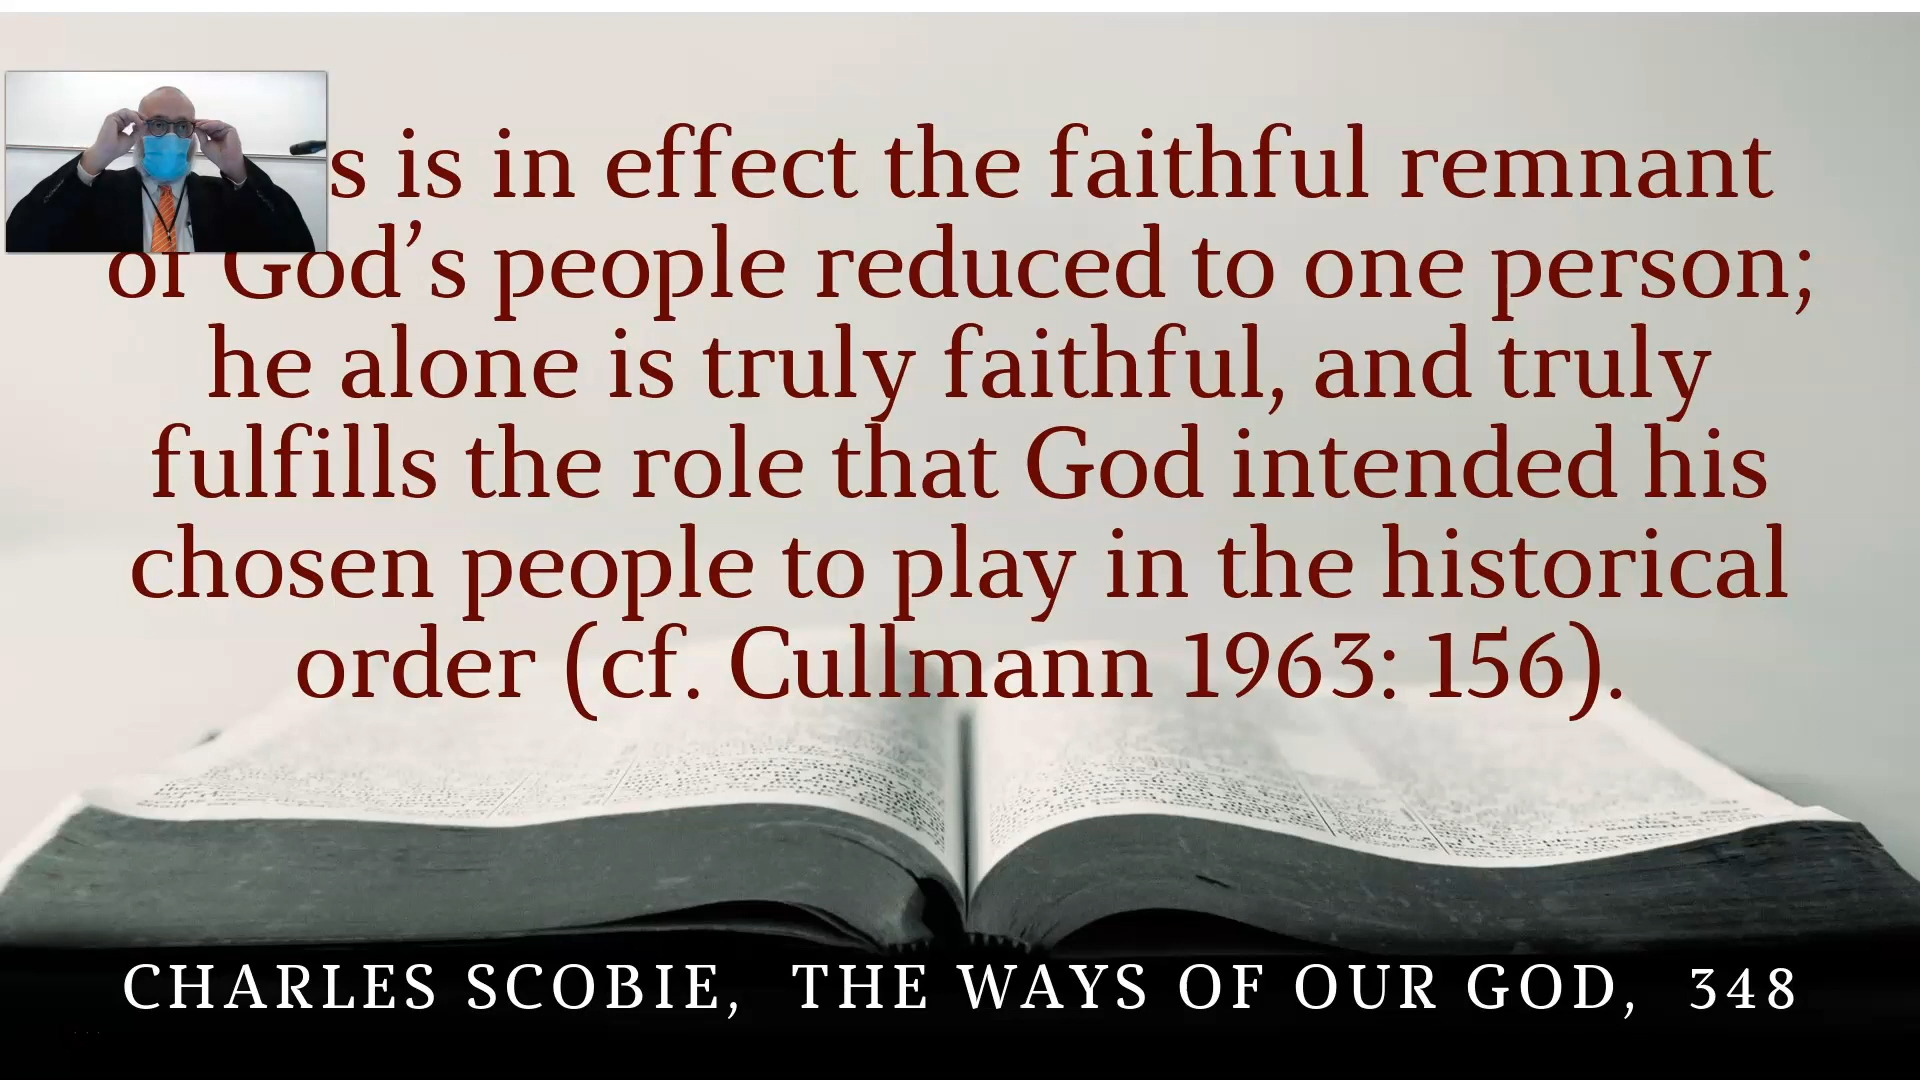 s is in effect the faithful remnant
of God’s people reduced to one person;
he alone is truly faithful, and truly
fulfills the role that God intended his
chosen people to play in the historical
order (cf. Cullmann 1963: 156).
CHARLES SCOBIE, THE WAYS OF OUR GOD, 348